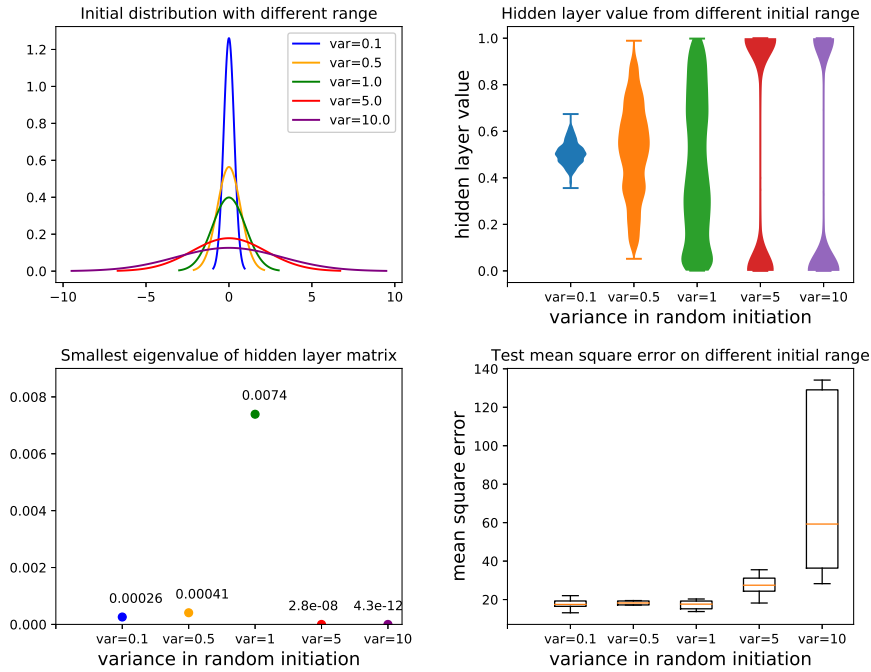 Initial distribution with different range
1.2
1.0
0.8
0.6
0.4
0.2
0.0
−10
−5
0
5
10
var=0.1
var=0.5
var=1.0
var=5.0
var=10.0
Hidden layer value from different initial range
hidden layer value
1.0
0.8
0.6
0.4
0.2
0.0
var=0.1
var=0.5
var=1
var=5
var=10
variance in random initiation
Smallest eigenvalue of hidden layer matrix
0.008
0.006
0.004
0.002
0.000
0.00026
0.00041
0.0074
2.8e-08
4.3e-12
var=0.1
var=0.5
var=1
var=5
var=10
variance in random initiation
Test mean square error on different initial range
mean square error
140
120
100
80
60
40
20
var=0.1
var=0.5
var=1
var=5
var=10
variance in random initiation